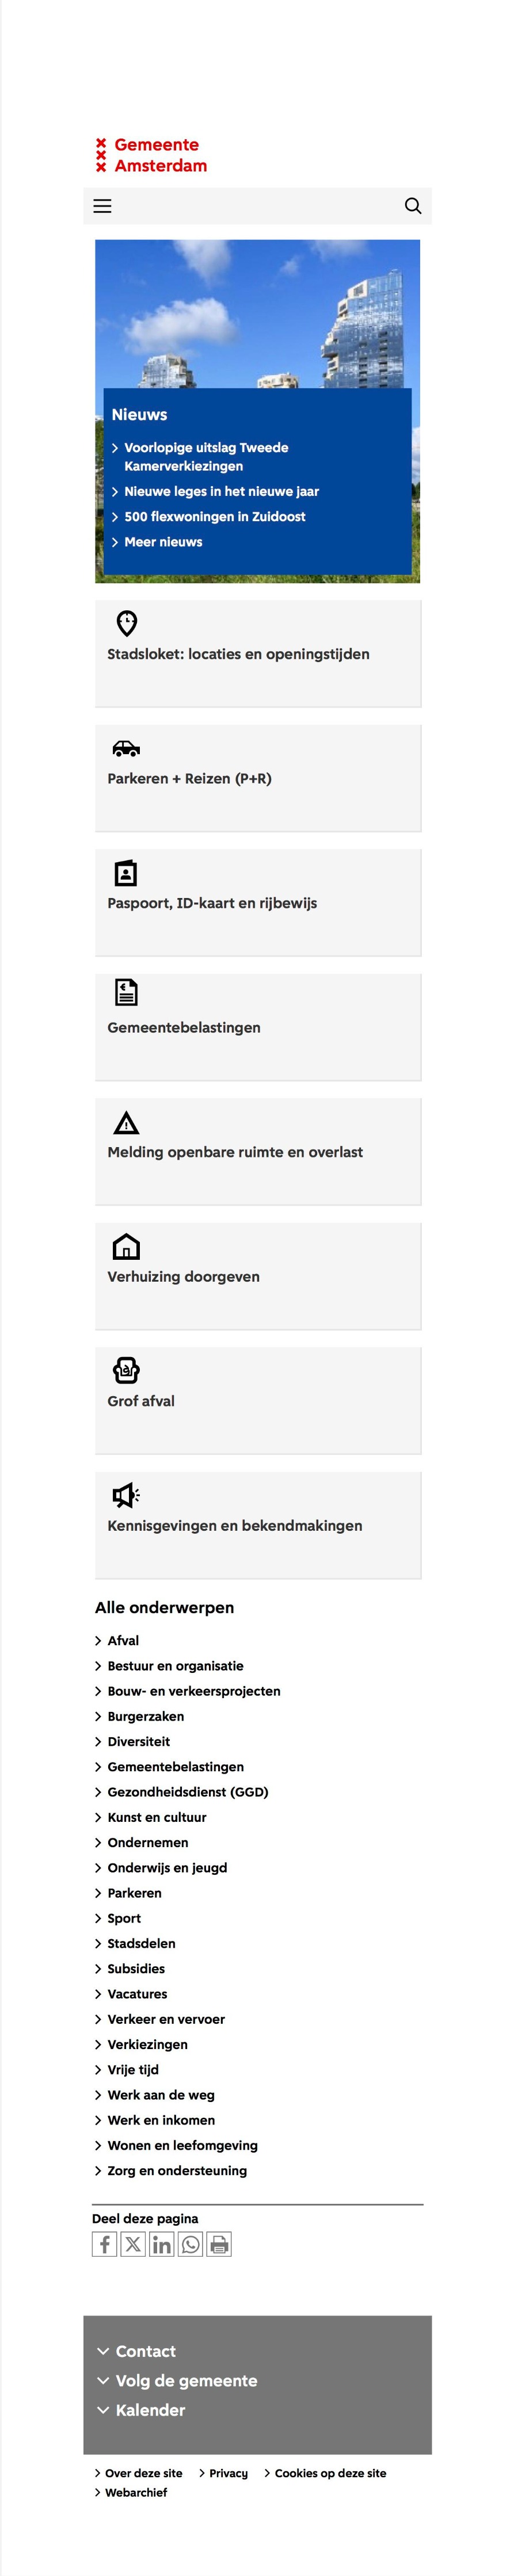 Gemeente
Amsterdam
Nieuws
Voorlopige uitslag Tweede
Kamerverkiezingen
Nieuwe leges in het nieuwe jaar
500 flexwoningen in Zuidoost
Meer nieuws
Stadsloket: locaties en openingstijden
Parkeren + Reizen (P+R)
Paspoort, ID-kaart en rijbewijs
Gemeentebelastingen
Melding openbare ruimte en overlast
Verhuizing doorgeven
Grof afval
Kennisgevingen en bekendmakingen
Alle onderwerpen
Afval
Bestuur en organisatie
Bouw- en verkeersprojecten
Burgerzaken
Diversiteit
Gemeentebelastingen
Gezondheidsdienst (GGD)
Kunst en cultuur
Ondernemen
Onderwijs en jeugd
Parkeren
Sport
Stadsdelen
Subsidies
Vacatures
Verkeer en vervoer
Verkiezingen
Vrije tijd
Werk aan de weg
Werk en inkomen
Wonen en leefomgeving
Zorg en ondersteuning
Deel deze pagina
Contact
Volg de gemeente
Kalender
Over deze site Privacy Cookies op deze site
Webarchief